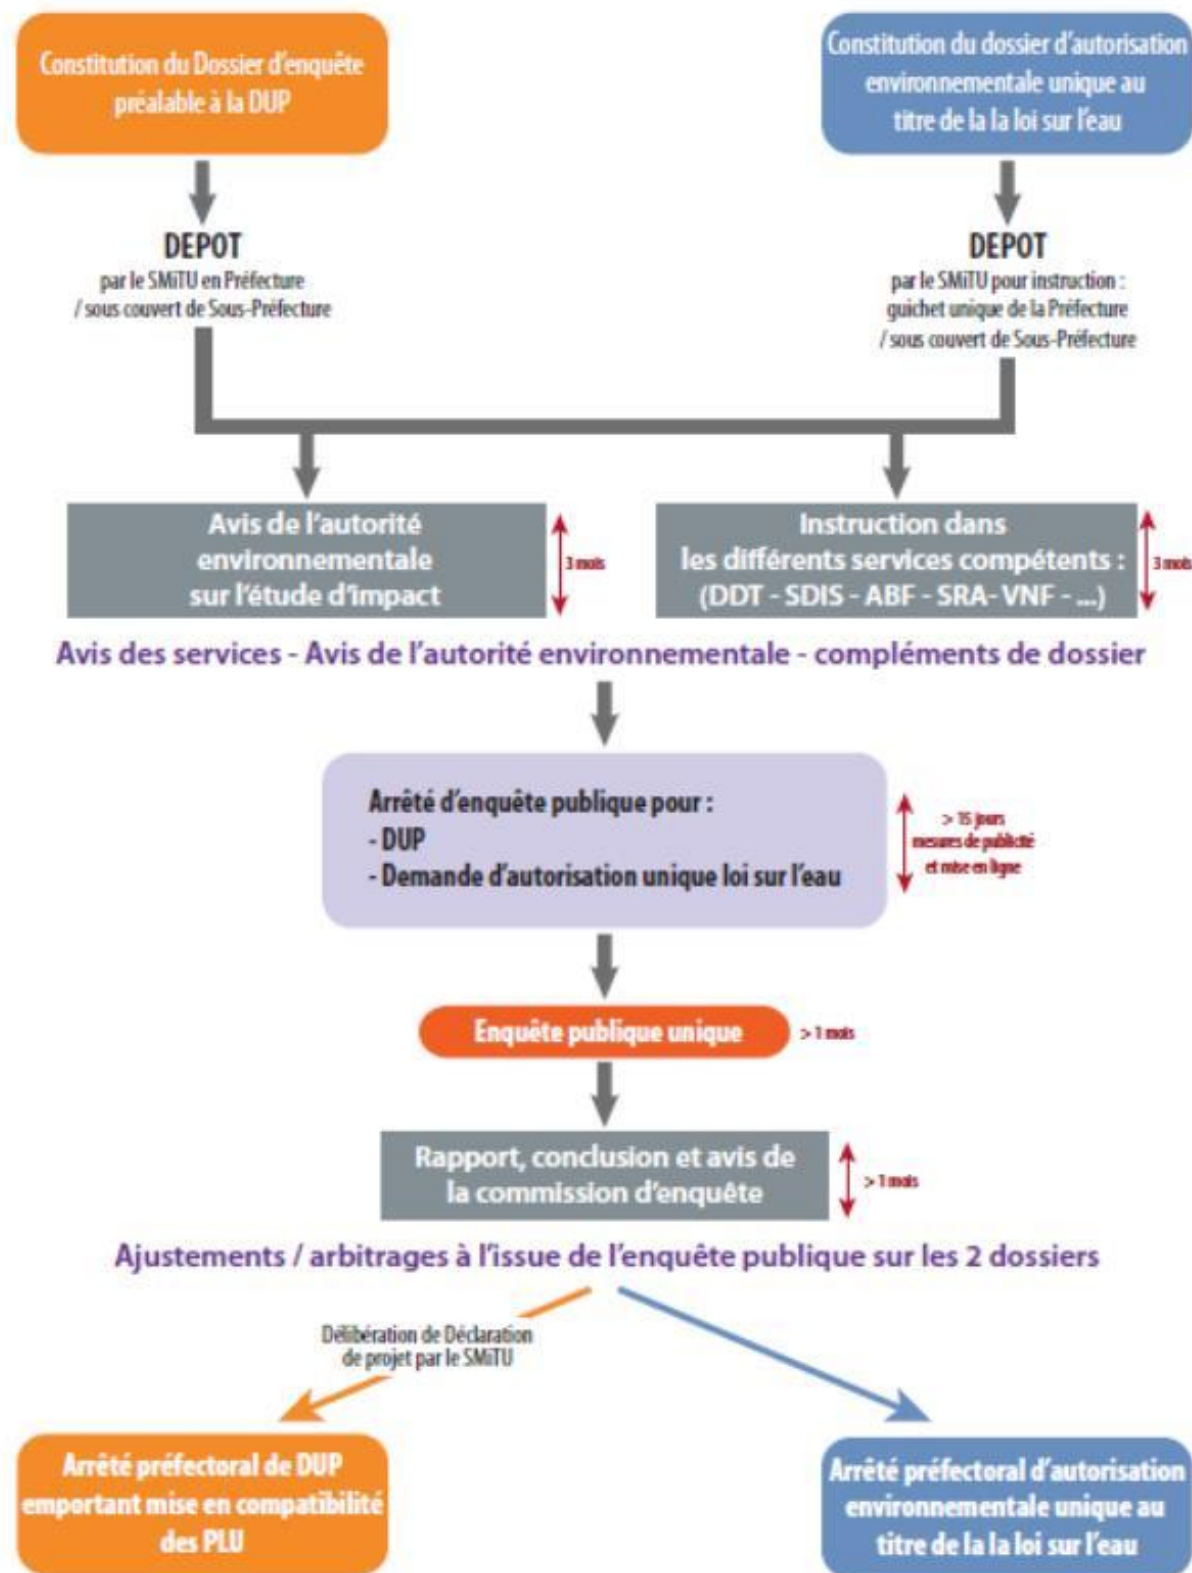 Constitution du Dossier d'enquête
préalable à la DUP
Constitution du dossier d'autorisation
environnementale unique au
titre de la la loi sur l'eau
DEPOT
par le SMiTU en Préfecture
/ sous couvert de Sous-Préfecture
DEPOT
par le SMiTU pour instruction :
guichet unique de la Préfecture
/ sous couvert de Sous-Préfecture
Avis de l'autorité
environnementale
sur l'étude d'impact
3 mois
Instruction dans
les différents services compétents :
(DDT - SDIS - ABF - SRA- VNF - ...)
3 mois
Avis des services - Avis de l'autorité environnementale - compléments de dossier
Arrêté d'enquête publique pour :
- DUP
- Demande d'autorisation unique loi sur l'eau
> 15 jours
mesures de publicité
et mise en ligne
Enquête publique unique
> 1 mois
Rapport, conclusion et avis de
la commission d'enquête
> 1 mois
Ajustements / arbitrages à l'issue de l'enquête publique sur les 2 dossiers
Délibération de Déclaration
de projet par le SMiTU
Arrêté préfectoral de DUP
emportant mise en compatibilité
des PLU
Arrêté préfectoral d'autorisation
environnementale unique au
titre de la la loi sur l'eau